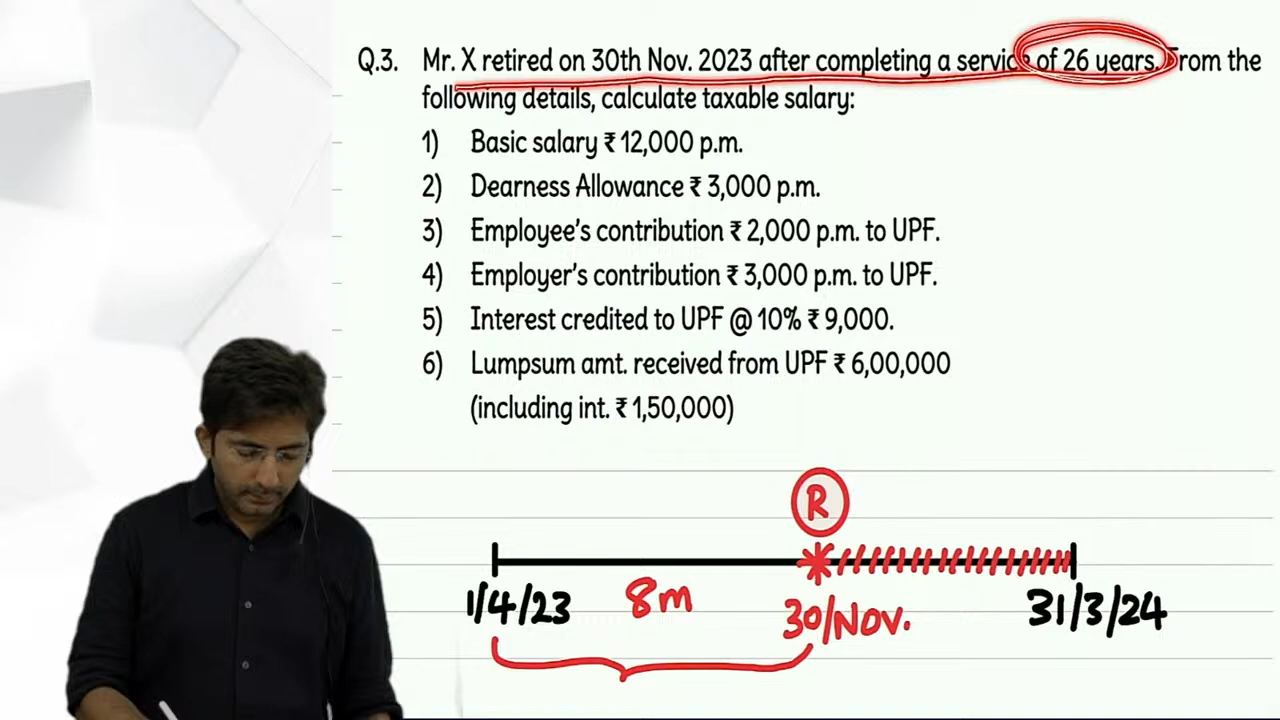 Q.3. Mr. X retired on 30th Nov. 2023 after completing a service of 26 years. From the
following details, calculate taxable salary:
1) Basic salary ₹ 12,000 p.m.
2) Dearness Allowance ₹ 3,000 p.m.
3) Employee's contribution ₹ 2,000 p.m. to UPF.
4) Employer's contribution ₹ 3,000 p.m. to UPF.
5) Interest credited to UPF @ 10% ₹ 9,000.
6) Lumpsum amt. received from UPF ₹ 6,00,000
(including int. ₹ 1,50,000)
R
1/4/23 8m 30/Nov. 31/3/24